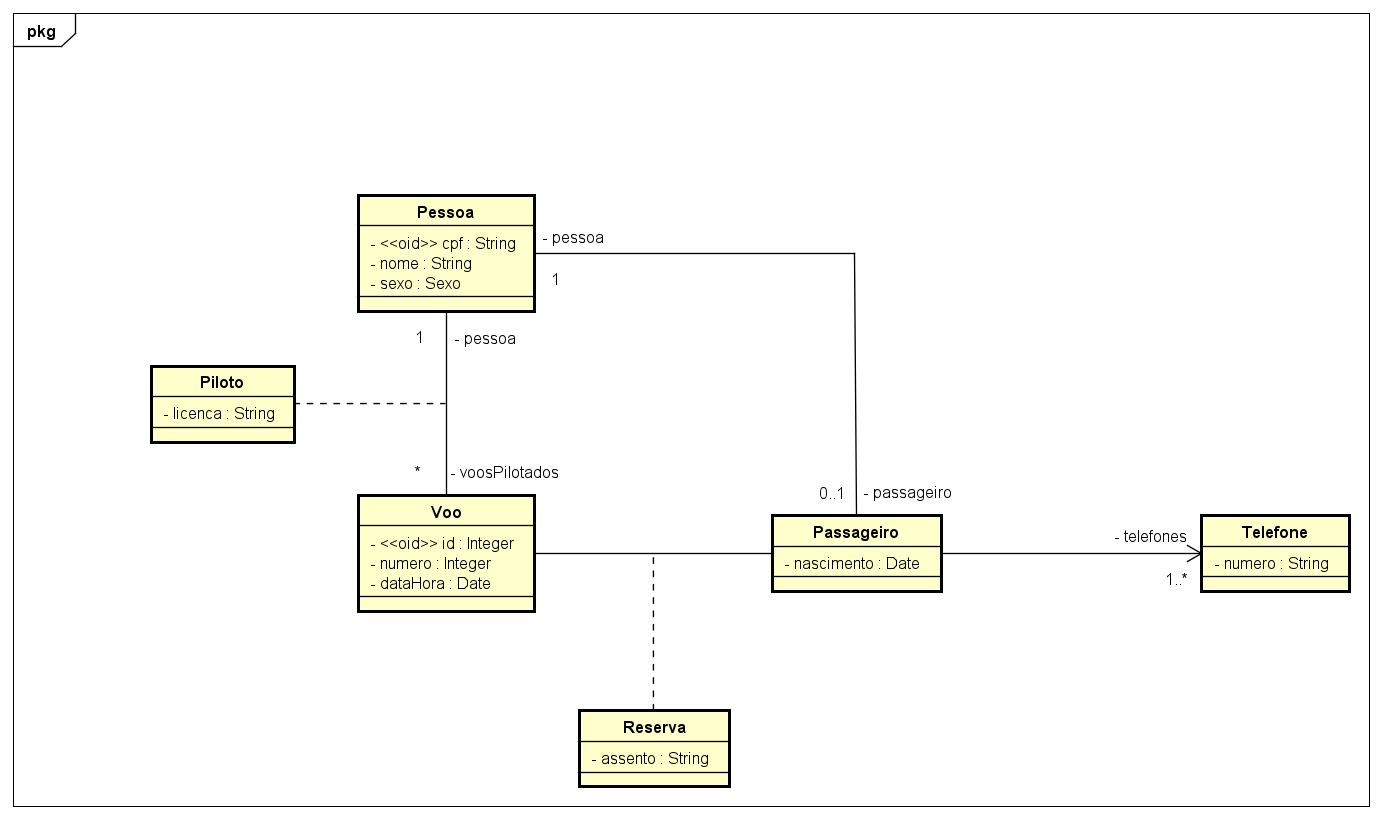 pkg
Pessoa
- <<oid>> cpf : String
- nome : String
- sexo : Sexo
- pessoa
1
1
- pessoa
Piloto
- licenca : String
*
- voosPilotados
Voo
- <<oid>> id : Integer
- numero : Integer
- dataHora : Date
0..1
- passageiro
Passageiro
- nascimento : Date
- telefones
1..*
Telefone
- numero : String
Reserva
- assento : String